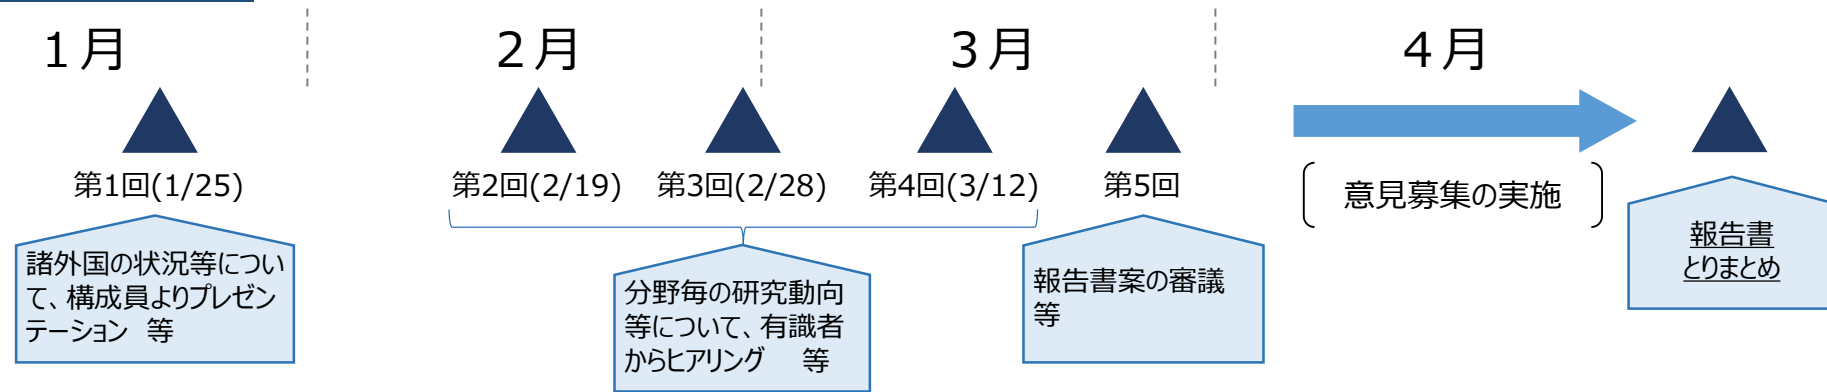 １月
２月
３月
４月
第1回(1/25)
第2回(2/19)
第3回(2/28)
第4回(3/12)
第5回
意見募集の実施
諸外国の状況等につい
て、構成員よりプレゼン
テーション　等
分野毎の研究動向
等について、有識者
からヒアリング　　等
報告書案の審議
等
報告書
とりまとめ